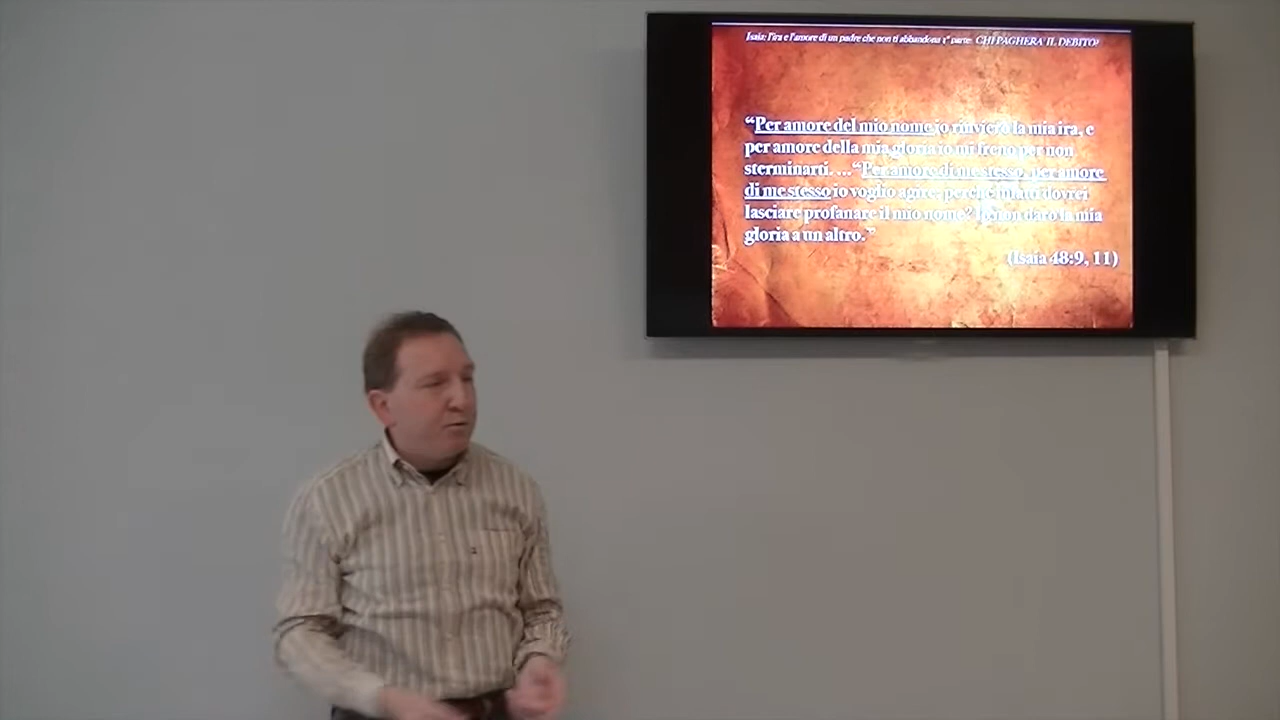 Isaia: l'ira e l'amore di un padre che non ti abbandona 1° parte: CHI PAGHERA' IL DEBITO?
“Per amore del mio nome io rinvierò la mia ira, e
per amore della mia gloria io mi freno per non
sterminarti. ...“Per amore di me stesso, per amore
di me stesso io voglio agire; perché infatti dovrei
lasciare profanare il mio nome? Io non darò la mia
gloria a un altro.”
(Isaia 48:9, 11)